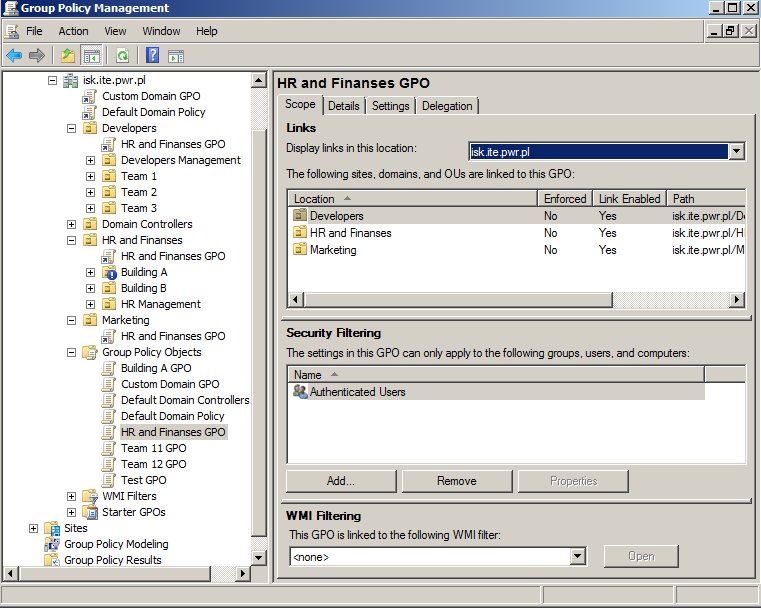 Group Policy Management
File Action View Window Help
isk.ite.pwr.pl
Custom Domain GPO
Default Domain Policy
Developers
HR and Finanses GPO
Developers Management
Team 1
Team 2
Team 3
Domain Controllers
HR and Finanses
HR and Finanses GPO
Building A
Building B
HR Management
Marketing
HR and Finanses GPO
Group Policy Objects
Building A GPO
Custom Domain GPO
Default Domain Controllers
Default Domain Policy
HR and Finanses GPO
Team 11 GPO
Team 12 GPO
Test GPO
WMI Filters
Starter GPOs
Sites
Group Policy Modeling
Group Policy Results
HR and Finanses GPO
Scope Details Settings Delegation
Links
Display links in this location: isk.ite.pwr.pl
The following sites, domains, and OUs are linked to this GPO:
Location Enforced Link Enabled Path
Developers No Yes isk.ite.pwr.pl/De
HR and Finanses No Yes isk.ite.pwr.pl/H
Marketing No Yes isk.ite.pwr.pl/M
Security Filtering
The settings in this GPO can only apply to the following groups, users, and computers:
Name
Authenticated Users
Add... Remove Properties
WMI Filtering
This GPO is linked to the following WMI filter:
<none> Open